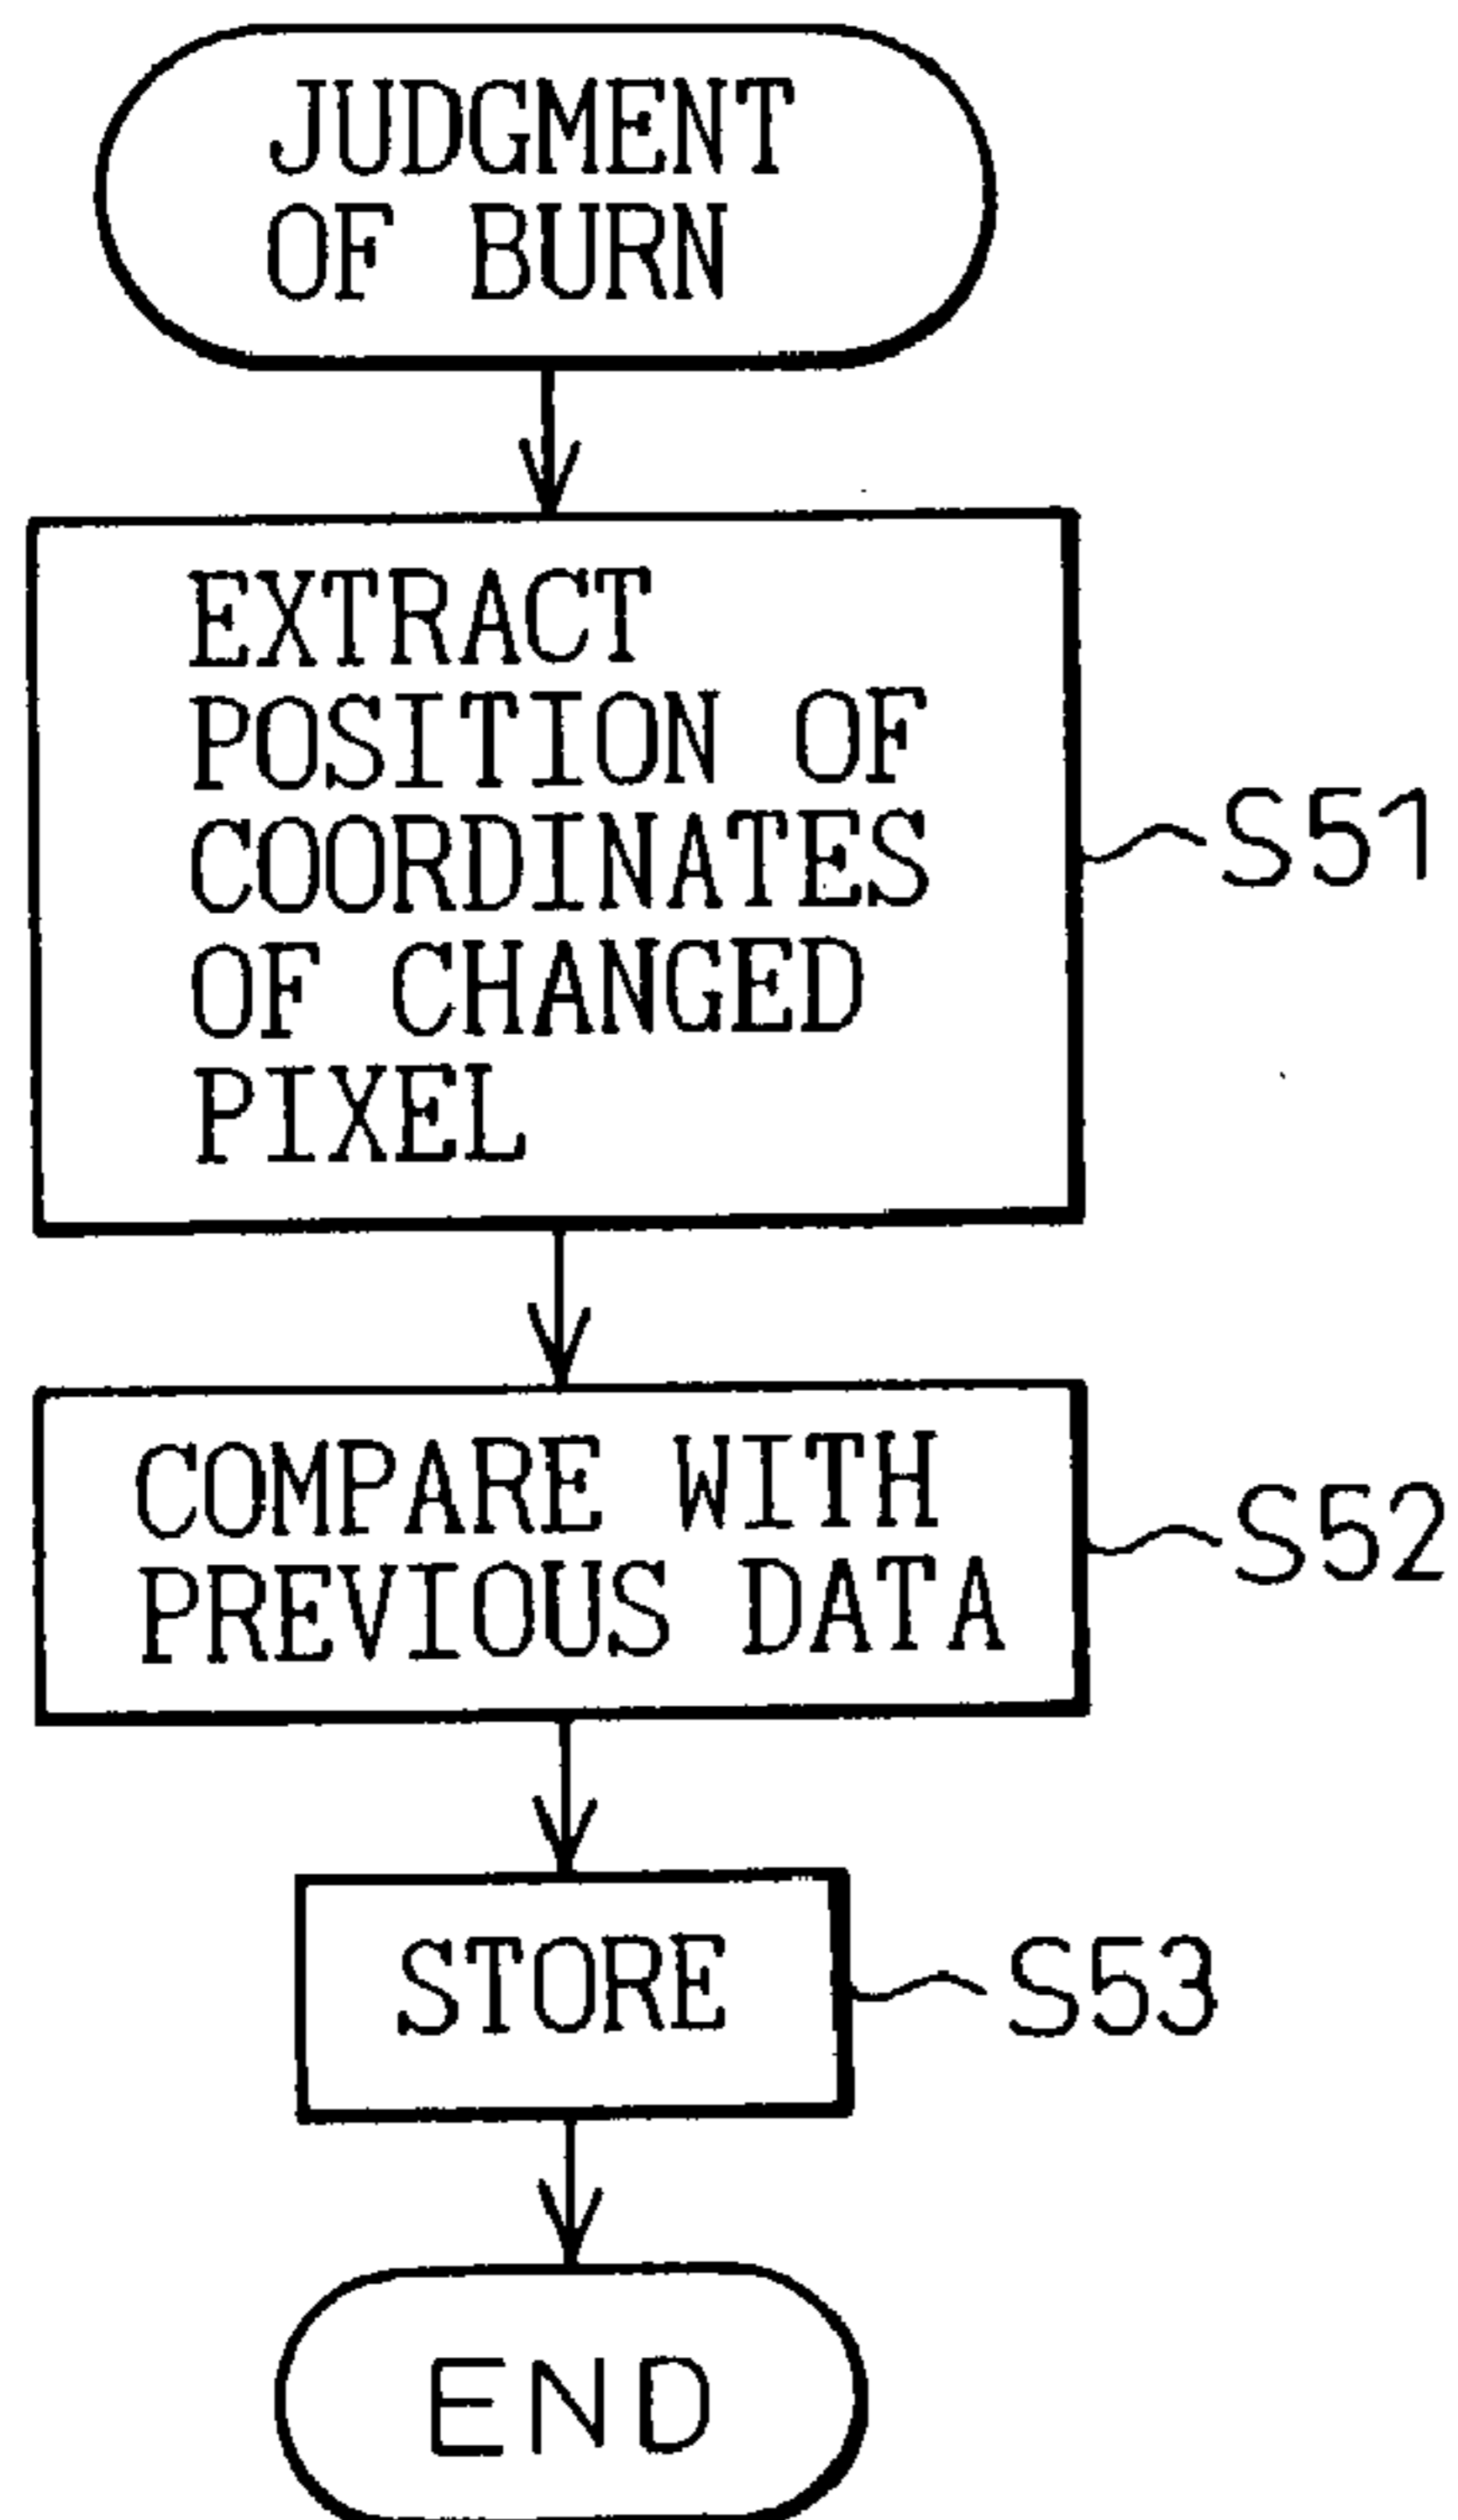 JUDGMENT
OF BURN
EXTRACT
POSITION OF
COORDINATES
OF CHANGED
PIXEL
S51
COMPARE WITH
PREVIOUS DATA
S52
STORE
S53
END